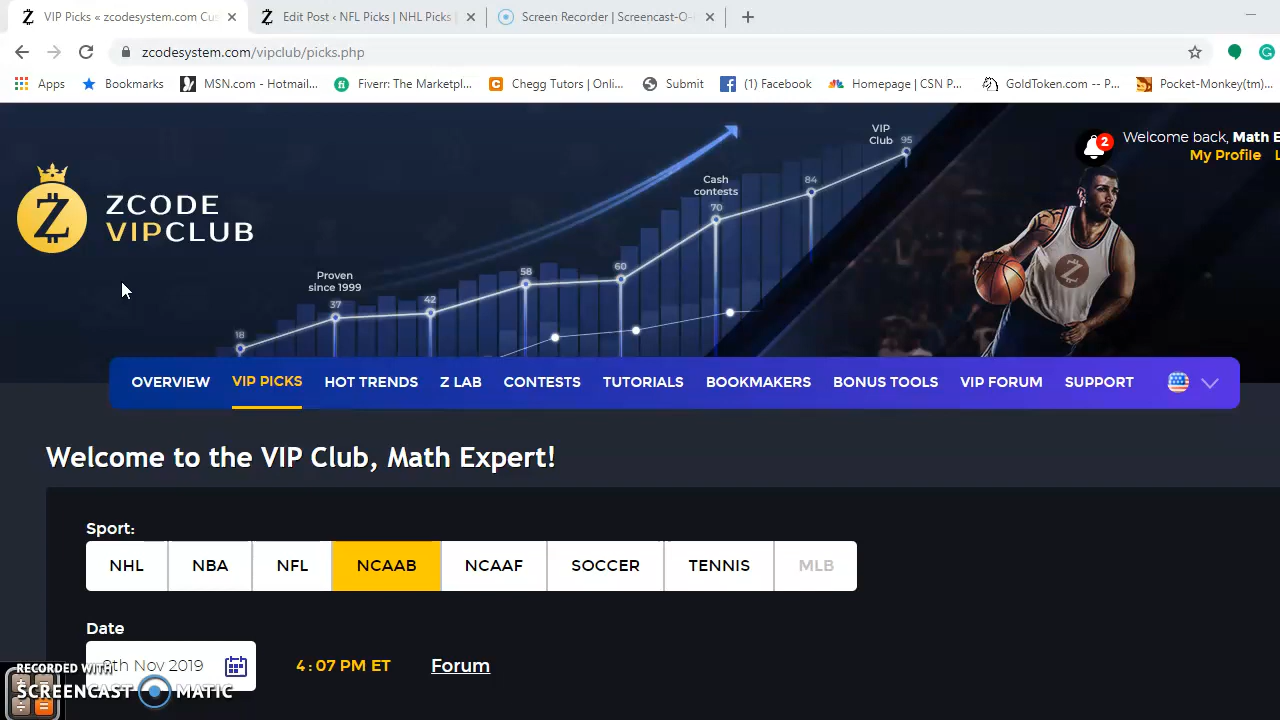 VIP Picks « zcodesystem.com Cus
Edit Post ‹ NFL Picks | NHL Picks |
Screen Recorder | Screencast-O-
zcodesystem.com/vipclub/picks.php
Apps
Bookmarks
MSN.com - Hotmail...
Fiverr: The Marketpl...
Chegg Tutors | Onli...
Submit
(1) Facebook
Homepage | CSN P...
GoldToken.com -- P...
Pocket-Monkey(tm)...
2
Welcome back, Math E
My Profile
ZCODE
VIPCLUB
18
Proven
since 1999
37
42
58
60
Cash
contests
70
84
VIP
Club
95
OVERVIEW
VIP PICKS
HOT TRENDS
Z LAB
CONTESTS
TUTORIALS
BOOKMAKERS
BONUS TOOLS
VIP FORUM
SUPPORT
Welcome to the VIP Club, Math Expert!
Sport:
NHL
NBA
NFL
NCAAB
NCAAF
SOCCER
TENNIS
MLB
Date
th Nov 2019
4:07 PM ET
Forum
RECORDED WITH
SCREENCAST MATIC